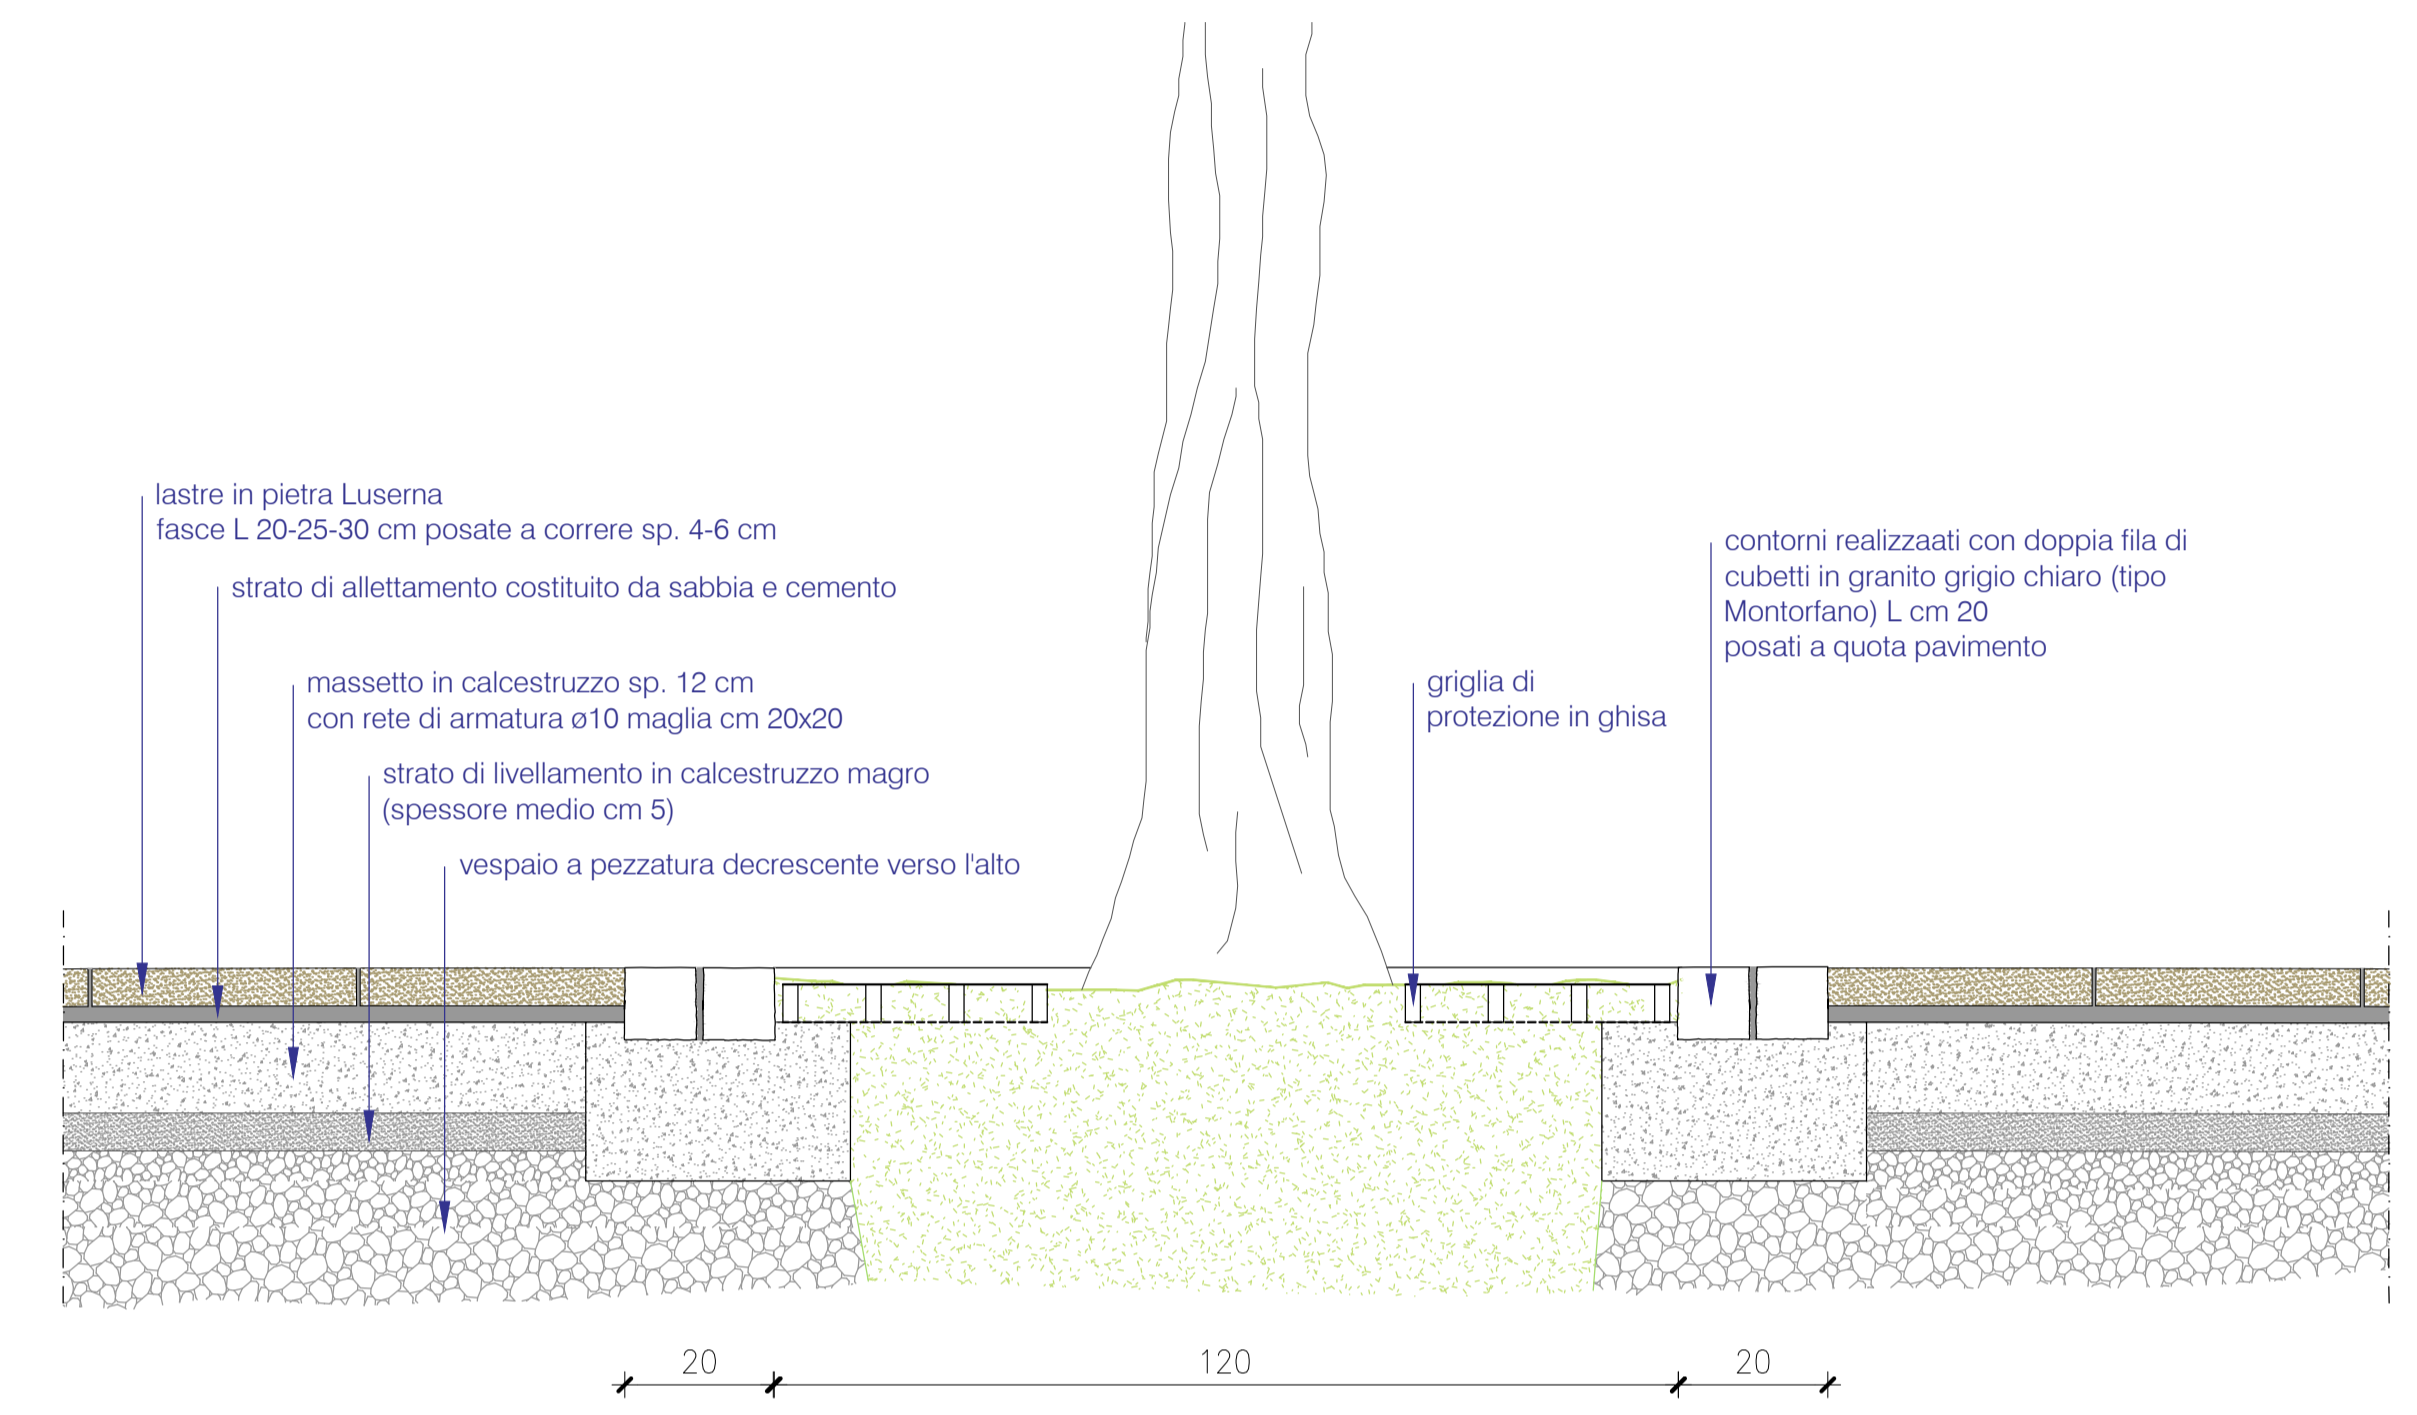 lastre in pietra Luserna
fasce L 20-25-30 cm posate a correre sp. 4-6 cm
strato di allettamento costituito da sabbia e cemento
massetto in calcestruzzo sp. 12 cm
con rete di armatura ø10 maglia cm 20x20
strato di livellamento in calcestruzzo magro
(spessore medio cm 5)
vespaio a pezzatura decrescente verso l'alto
griglia di
protezione in ghisa
contorni realizzaati con doppia fila di
cubetti in granito grigio chiaro (tipo
Montorfano) L cm 20
posati a quota pavimento
20
120
20